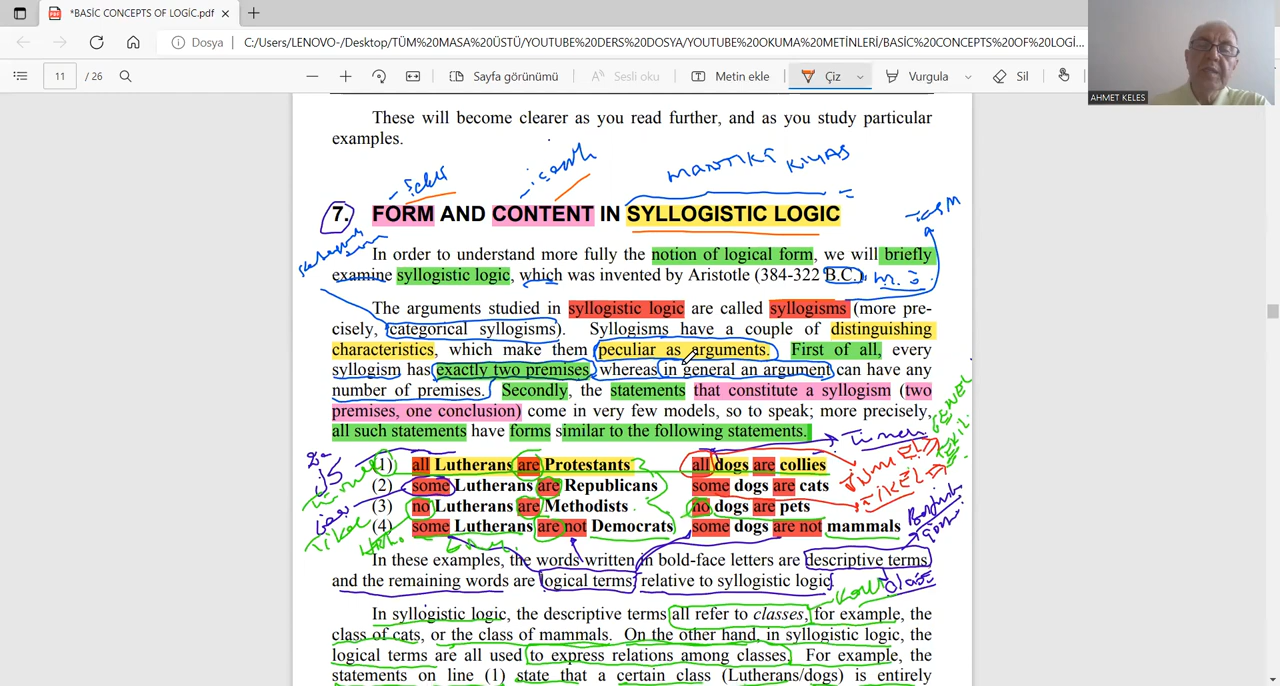 *BASİC CONCEPTS OF LOGİC.pdf
Dosya C:/Users/LENOVO-/Desktop/TÜM%20MASA%20ÜSTÜ/YOUTUBE%20DERS%20DOSYA/YOUTUBE%20OKUMA%20METİNLERİ/BASİC%20CONCEPTS%20OF%20LOGİ...
11 / 26 Sayfa görünümü Sesli oku Metin ekle Çiz Vurgula Sil
AHMET KELES
These will become clearer as you read further, and as you study particular
examples.
MANTIKİ KIYAS
7. FORM AND CONTENT IN SYLLOGISTIC LOGIC
In order to understand more fully the notion of logical form, we will briefly
examine syllogistic logic, which was invented by Aristotle (384-322 B.C.).
The arguments studied in syllogistic logic are called syllogisms (more pre-
cisely, categorical syllogisms). Syllogisms have a couple of distinguishing
characteristics, which make them peculiar as arguments. First of all, every
syllogism has exactly two premises, whereas in general an argument can have any
number of premises. Secondly, the statements that constitute a syllogism (two
premises, one conclusion) come in very few models, so to speak; more precisely,
all such statements have forms similar to the following statements.
(1) all Lutherans are Protestants all dogs are collies
(2) some Lutherans are Republicans some dogs are cats
(3) no Lutherans are Methodists no dogs are pets
(4) some Lutherans are not Democrats some dogs are not mammals
In these examples, the words written in bold-face letters are descriptive terms,
and the remaining words are logical terms, relative to syllogistic logic.
In syllogistic logic, the descriptive terms all refer to classes, for example, the
class of cats, or the class of mammals. On the other hand, in syllogistic logic, the
logical terms are all used to express relations among classes. For example, the
statements on line (1) state that a certain class (Lutherans/dogs) is entirely